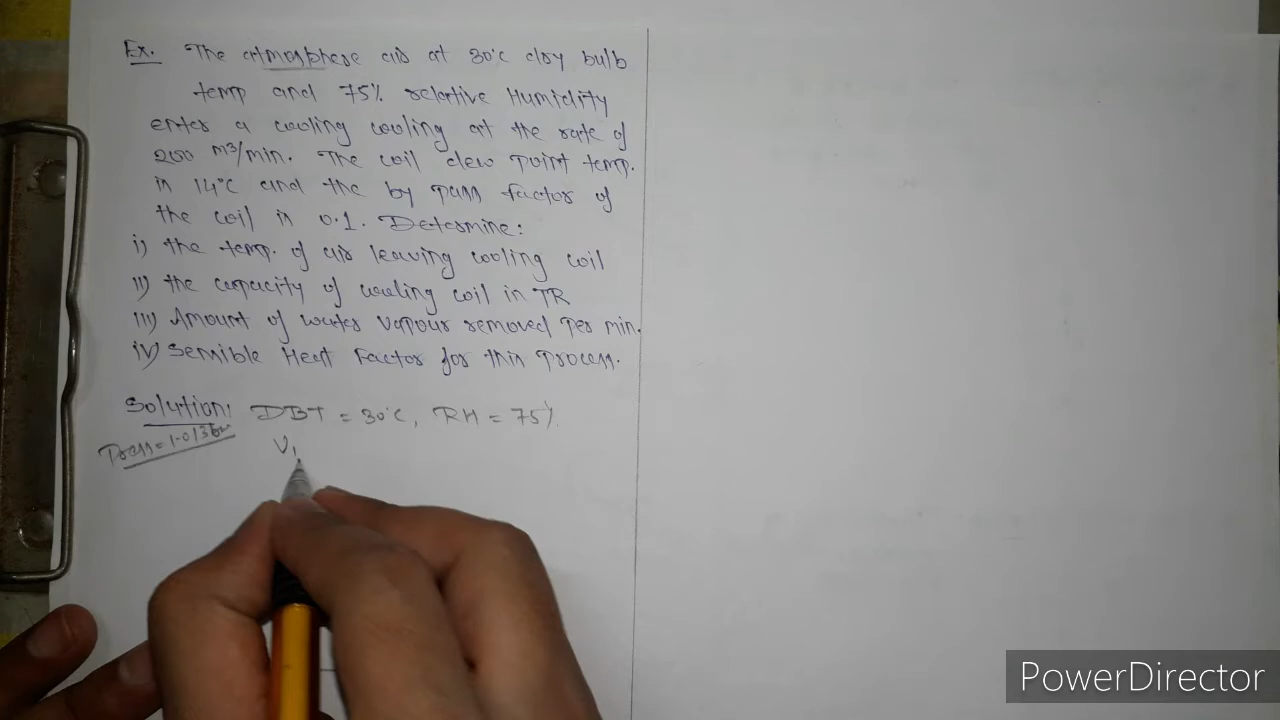 Ex. The atmosphere air at 30°C dry bulb
temp and 75% relative Humidity
enter a cooling cooling at the rate of
200 m³/min. The coil dew point temp.
is 14°C and the by pass factor of
the coil is 0.1. Determine:
i) the temp. of air leaving cooling coil
ii) the capacity of cooling coil in TR
iii) Amount of water vapour removed per min.
iv) Sensible Heat Factor for this process.
Solution: DBT = 30°C, RH = 75%.
Press = 1.013 bar
V1
PowerDirector